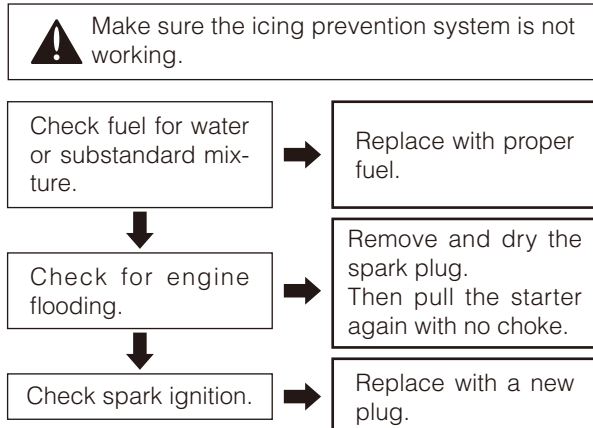 Make sure the icing prevention system is not
working.
Check fuel for water
or substandard mix-
ture.
Replace with proper
fuel.
Check for engine
flooding.
Remove and dry the
spark plug.
Then pull the starter
again with no choke.
Check spark ignition.
Replace with a new
plug.